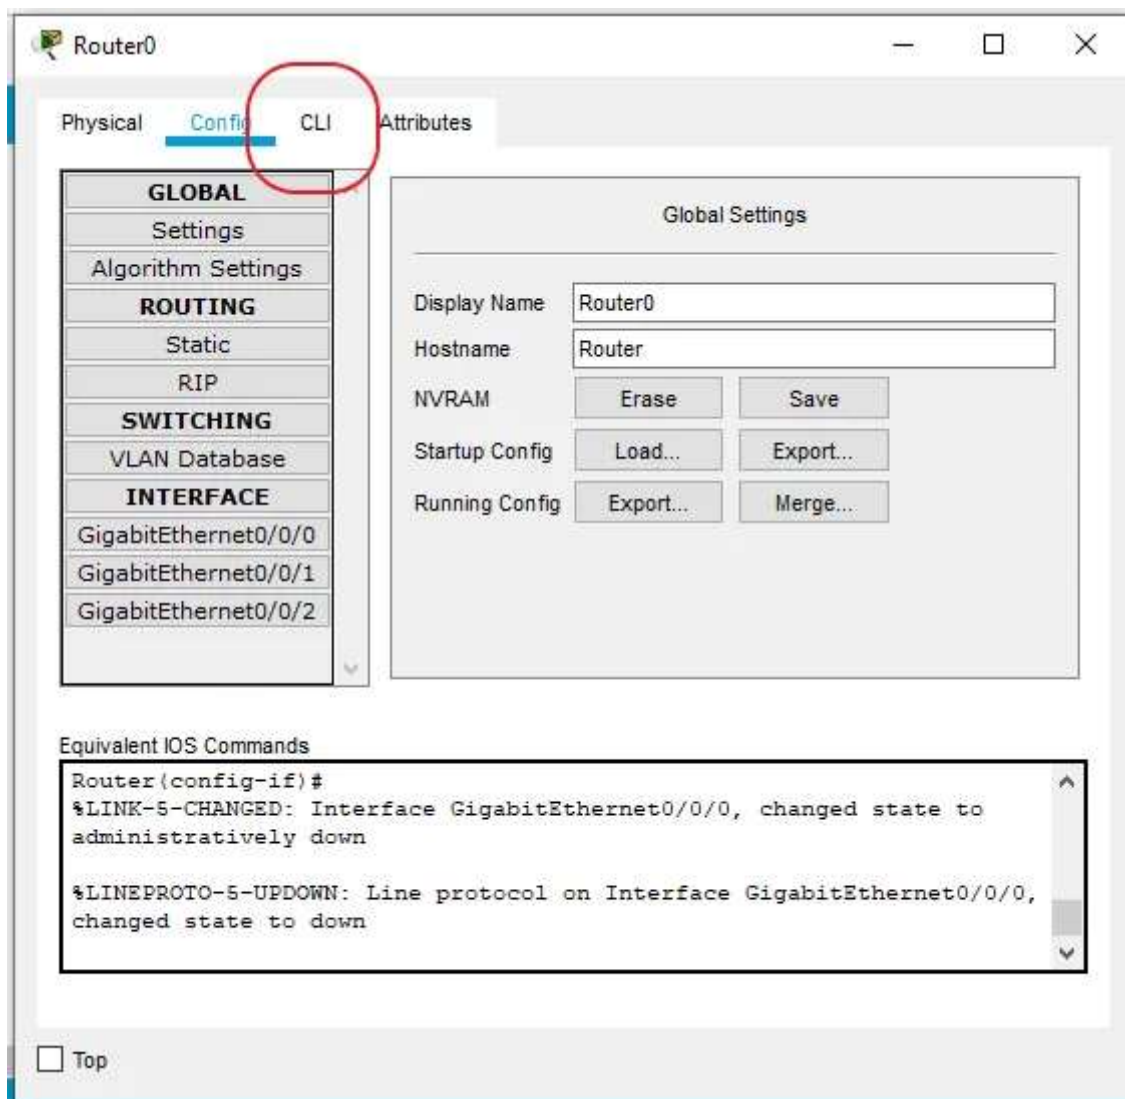 Router0
Physical Config CLI Attributes
GLOBAL
Settings
Algorithm Settings
ROUTING
Static
RIP
SWITCHING
VLAN Database
INTERFACE
GigabitEthernet0/0/0
GigabitEthernet0/0/1
GigabitEthernet0/0/2
Global Settings
Display Name Router0
Hostname Router
NVRAM Erase Save
Startup Config Load... Export...
Running Config Export... Merge...
Equivalent IOS Commands
Router(config-if)#
%LINK-5-CHANGED: Interface GigabitEthernet0/0/0, changed state to
administratively down
%LINEPROTO-5-UPDOWN: Line protocol on Interface GigabitEthernet0/0/0,
changed state to down
Top